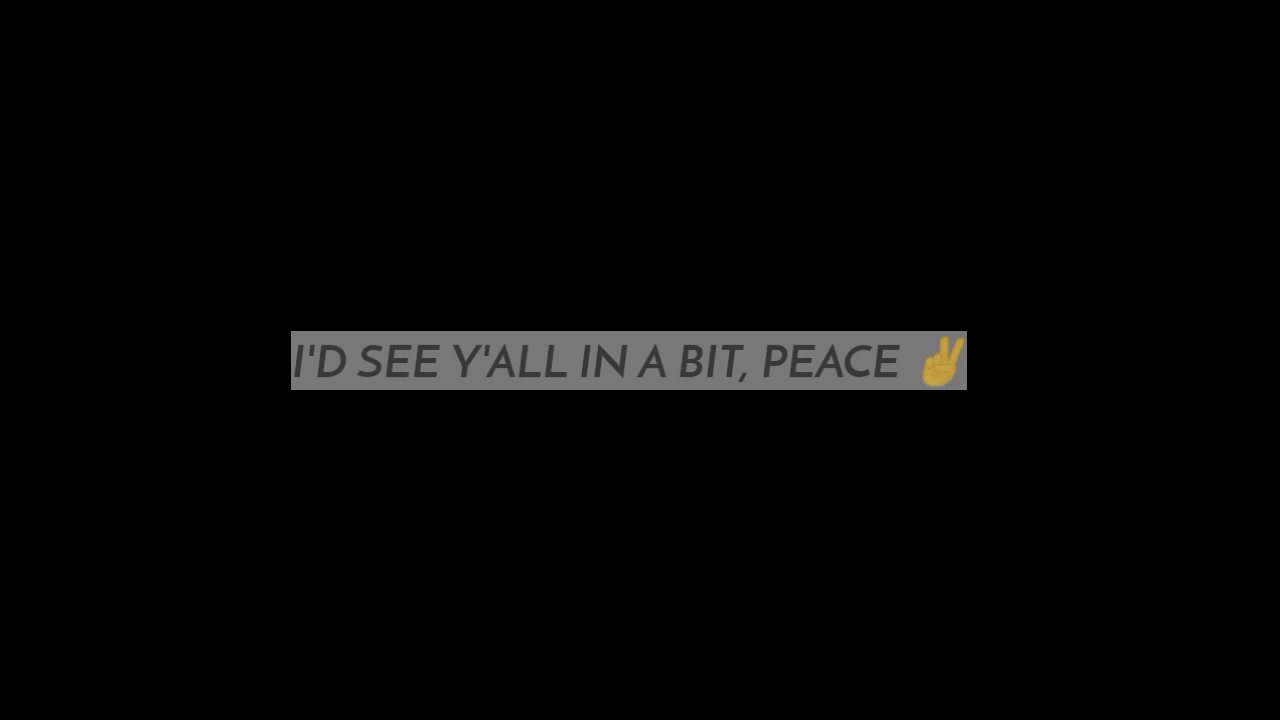 I'D SEE Y'ALL IN A BIT, PEACE ✌